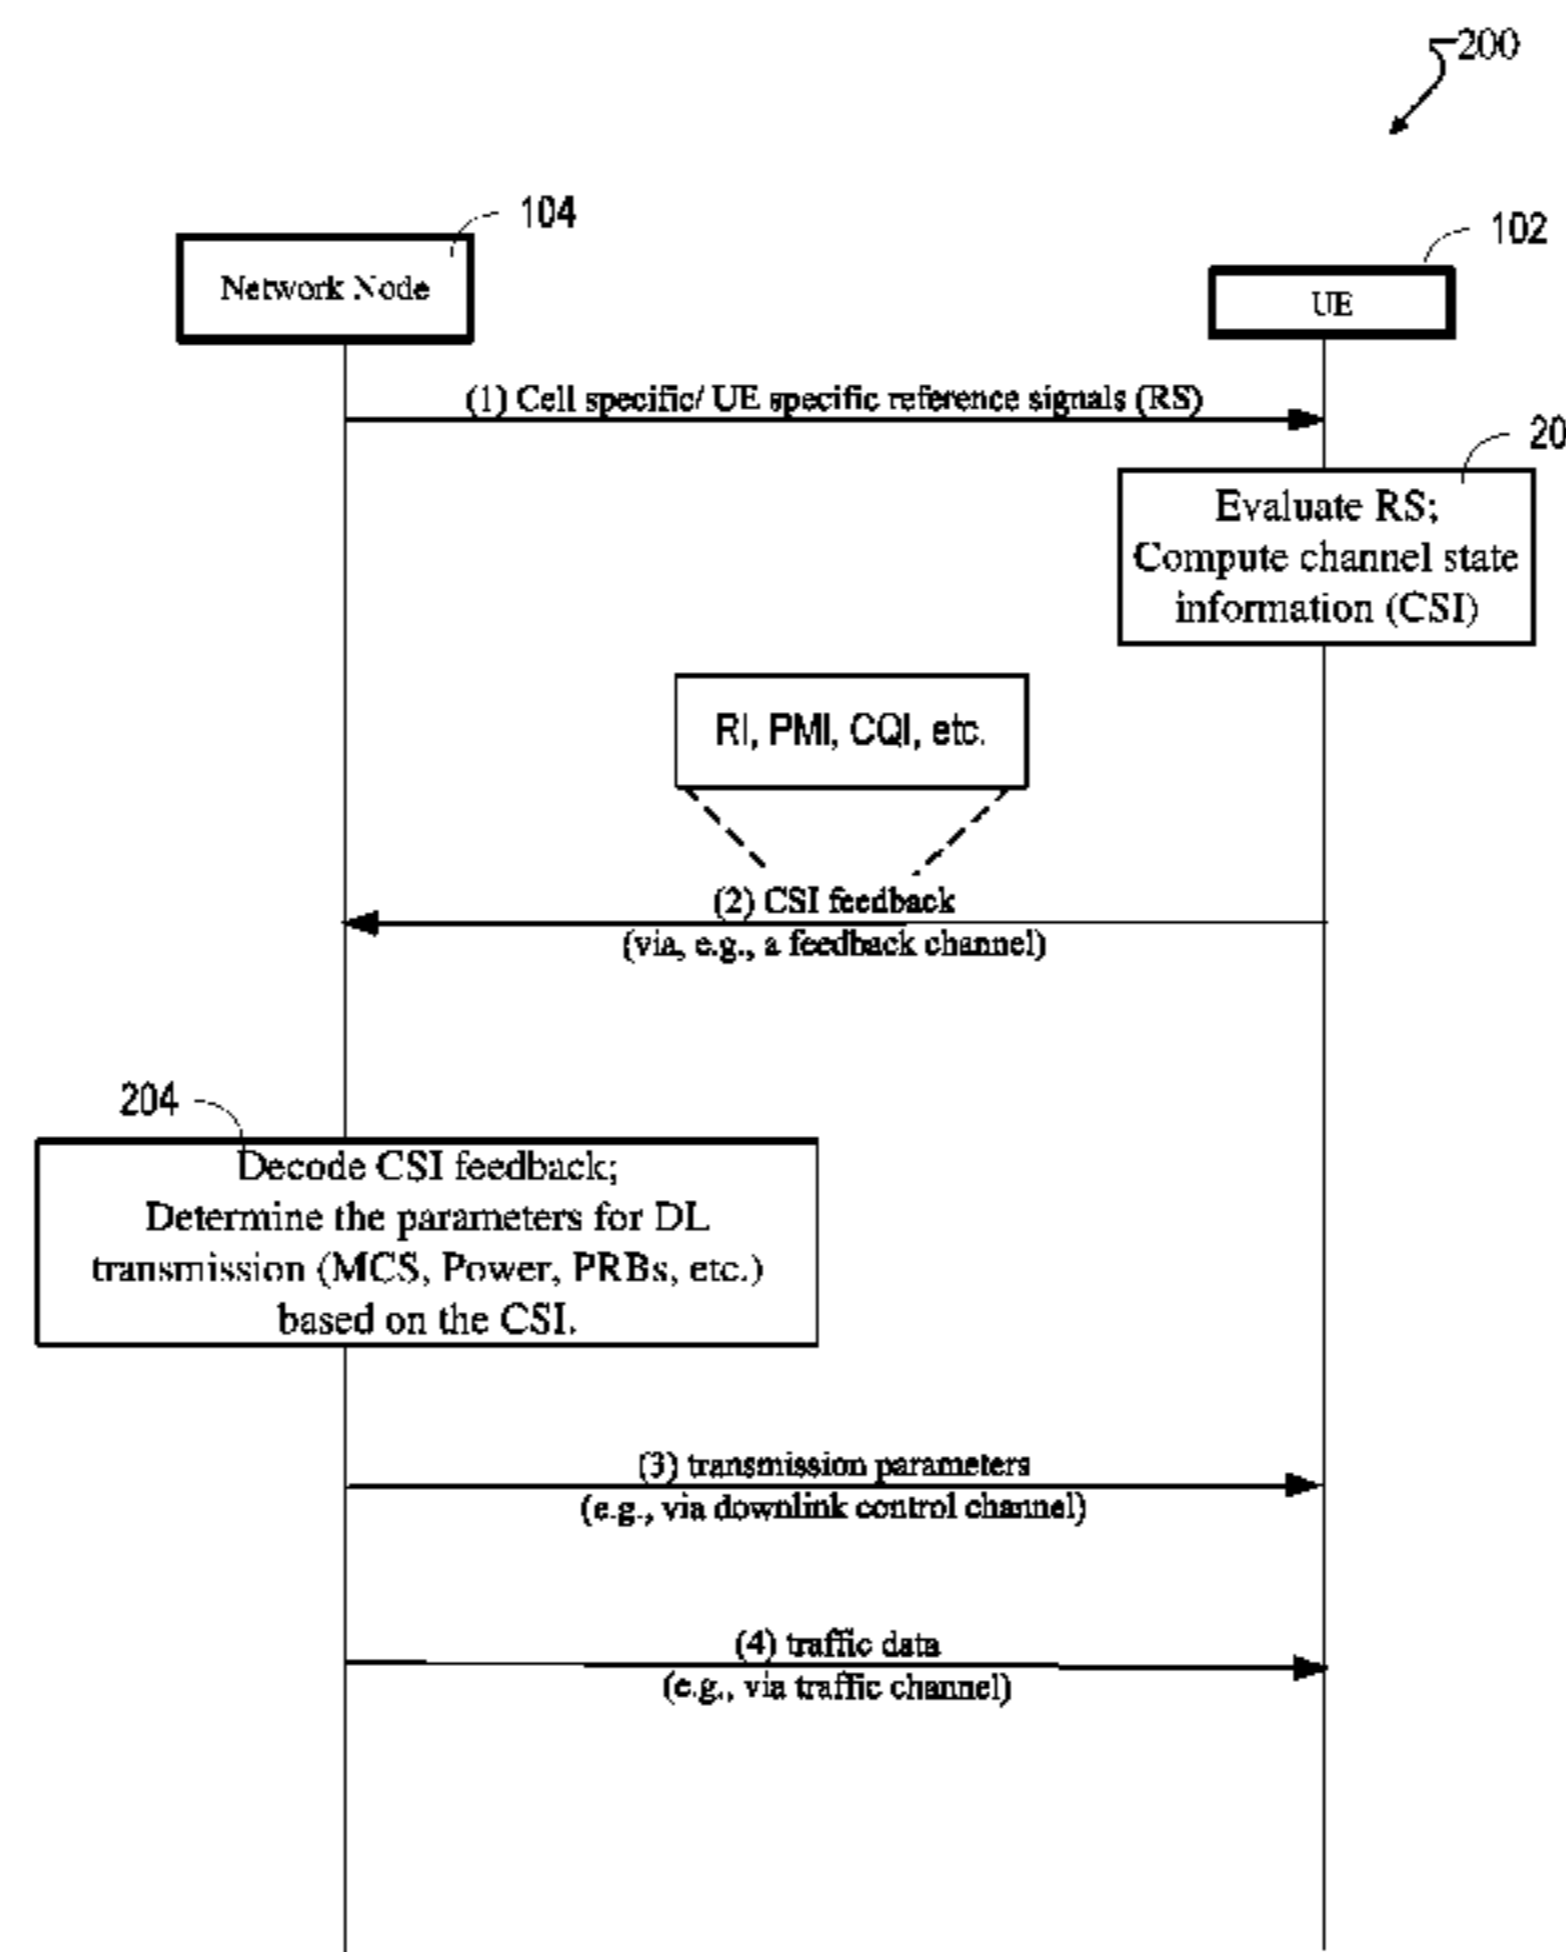 200
104
102
Network Node
UE
(1) Cell specific/ UE specific reference signals (RS)
20
Evaluate RS;
Compute channel state
information (CSI)
RI, PMI, CQI, etc.
(2) CSI feedback
(via, e.g., a feedback channel)
204
Decode CSI feedback;
Determine the parameters for DL
transmission (MCS, Power, PRBs, etc.)
based on the CSI.
(3) transmission parameters
(e.g., via downlink control channel)
(4) traffic data
(e.g., via traffic channel)